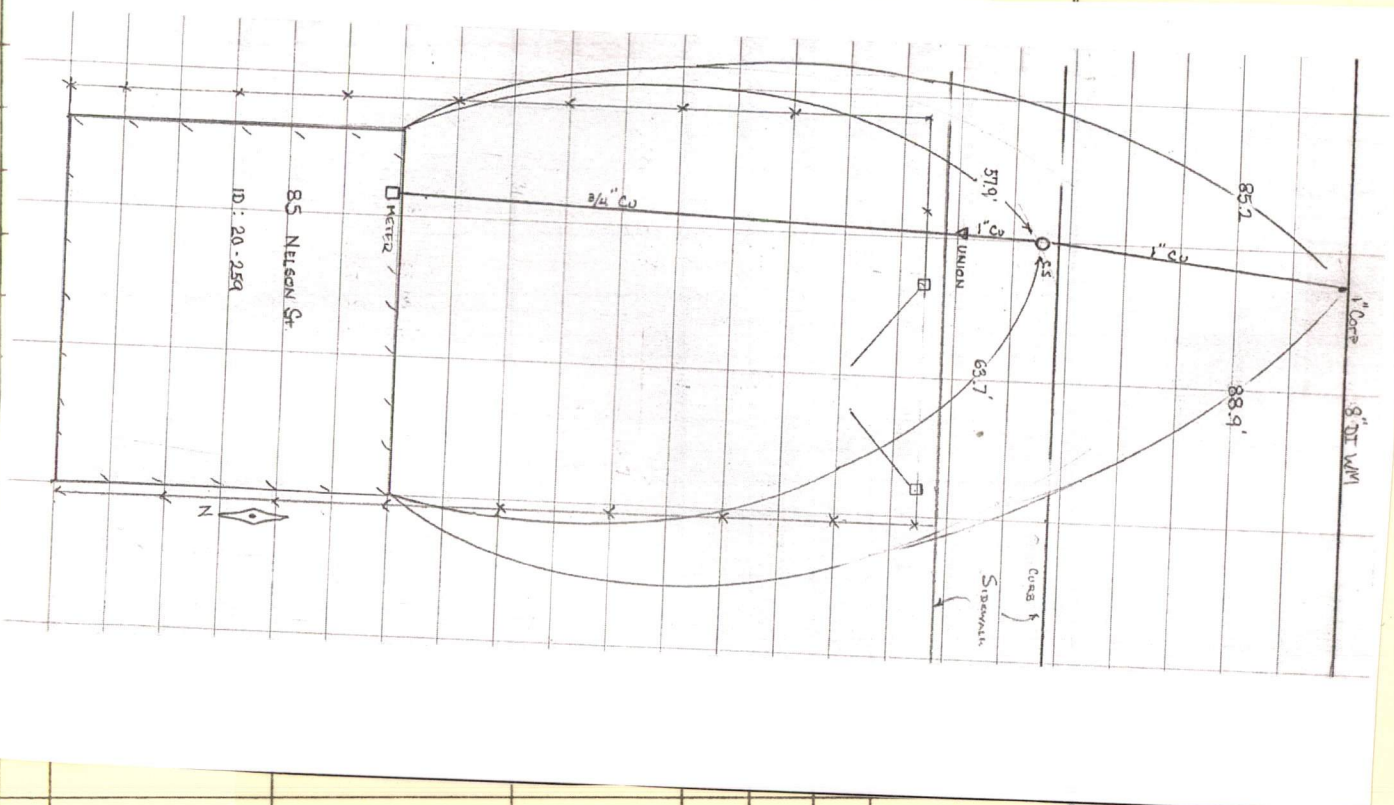 85 NELSON St
ID: 20-259
METER
3/4" CU
1" CU
UNION
SS
1" CU
1" CORP
8" DI WM
57.9'
85.2
63.7'
88.9'
CURB
SIDEWALK
N